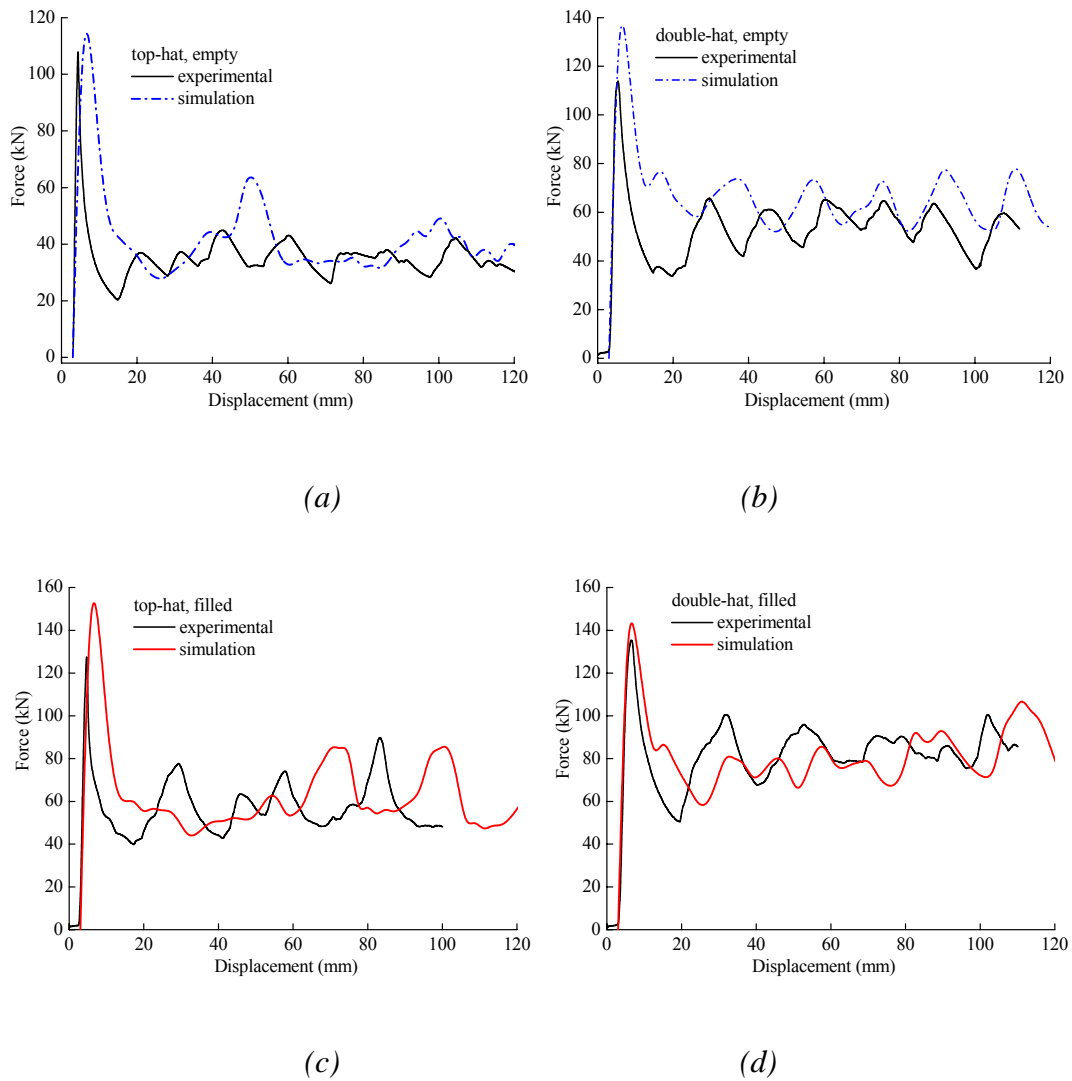 120
100
80
60
40
20
0
Force (kN)
top-hat, empty
experimental
simulation
0 20 40 60 80 100 120
Displacement (mm)
(a)
140
120
100
80
60
40
20
0
Force (kN)
double-hat, empty
experimental
simulation
0 20 40 60 80 100 120
Displacement (mm)
(b)
160
140
120
100
80
60
40
20
0
Force (kN)
top-hat, filled
experimental
simulation
0 20 40 60 80 100 120
Displacement (mm)
(c)
160
140
120
100
80
60
40
20
0
Force (kN)
double-hat, filled
experimental
simulation
0 20 40 60 80 100 120
Displacement (mm)
(d)